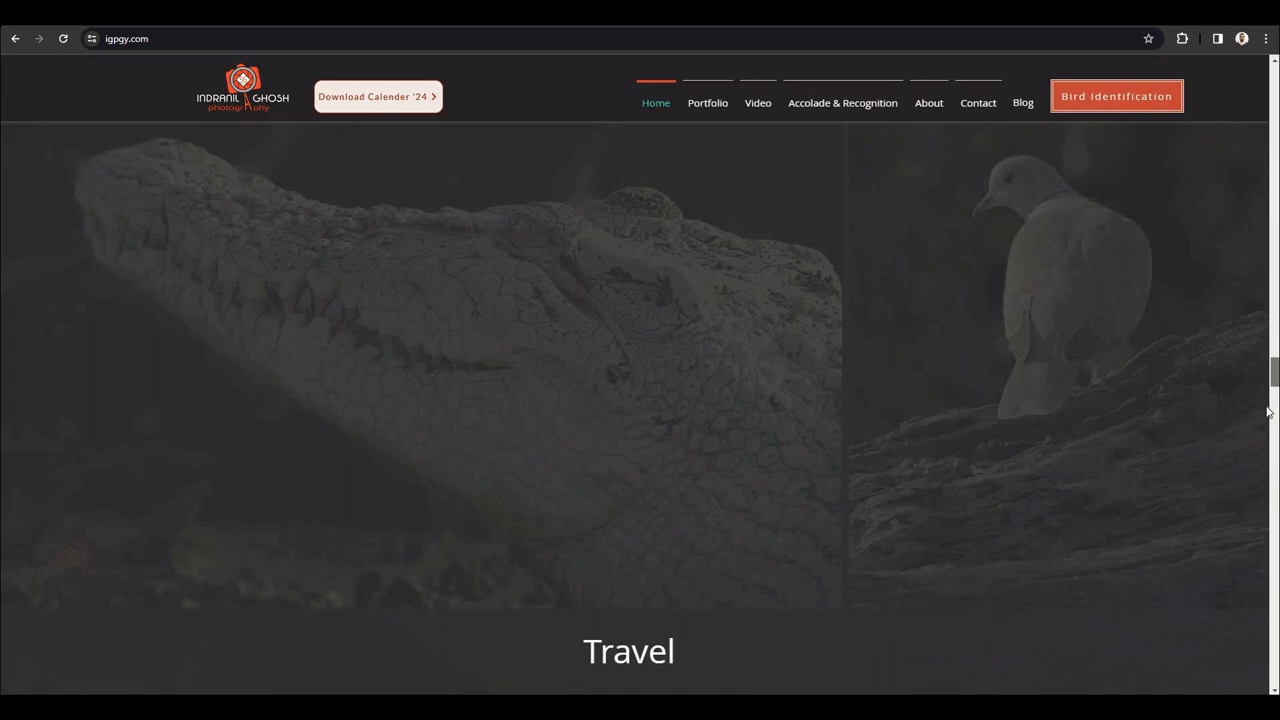 igpgy.com
INDRANIL GHOSH
photography
Download Calender '24
Home
Portfolio
Video
Accolade & Recognition
About
Contact
Blog
Bird Identification
Travel